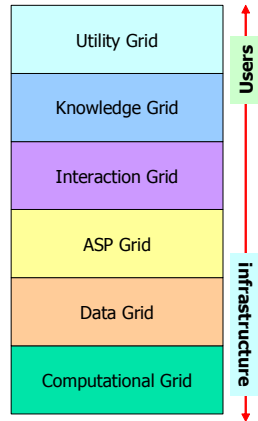 Utility Grid
Knowledge Grid
Interaction Grid
ASP Grid
Data Grid
Computational Grid
Users
infrastructure